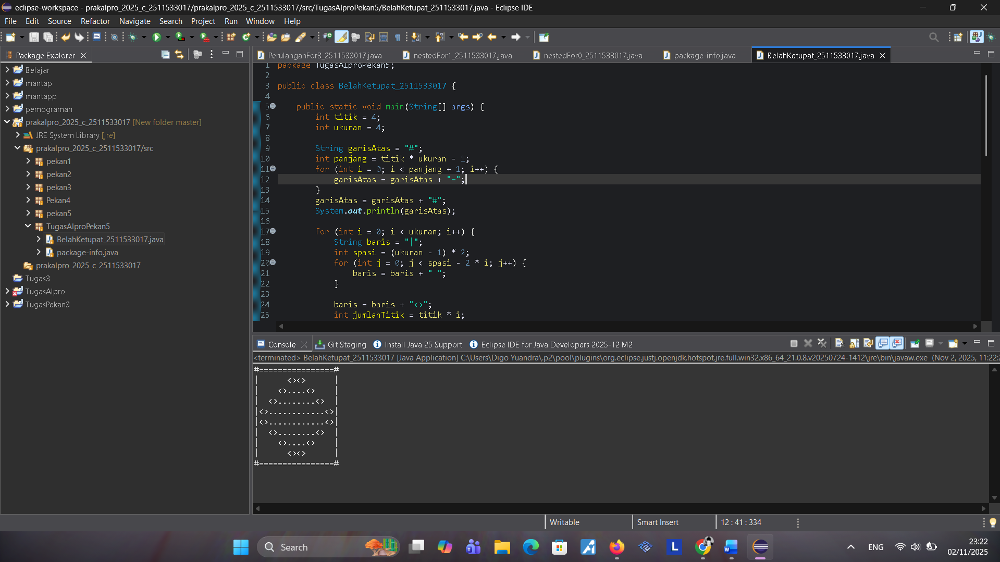 eclipse-workspace - prakalpro_2025_c_2511533017/prakalpro_2025_c_2511533017/src/TugasAlproPekan5/BelahKetupat_2511533017.java - Eclipse IDE
File Edit Source Refactor Navigate Search Project Run Window Help
Package Explorer
PerulanganFor3_2511533017.java nestedFor1_2511533017.java nestedFor0_2511533017.java package-info.java BelahKetupat_2511533017.java
Belajar
mantap
mantapp
pemograman
prakalpro_2025_c_2511533017 [New folder master]
JRE System Library [jre]
prakalpro_2025_c_2511533017/src
pekan1
pekan2
pekan3
Pekan4
pekan5
TugasAlproPekan5
BelahKetupat_2511533017.java
package-info.java
prakalpro_2025_c_2511533017
Tugas3
TugasAlpro
TugasPekan3
1 package TugasAlproPekan5;
2
3 public class BelahKetupat_2511533017 {
4
5 public static void main(String[] args) {
6 int titik = 4;
7 int ukuran = 4;
8
9 String garisAtas = "#";
10 int panjang = titik * ukuran - 1;
11 for (int i = 0; i < panjang + 1; i++) {
12 garisAtas = garisAtas + "=";
13 }
14 garisAtas = garisAtas + "#";
15 System.out.println(garisAtas);
16
17 for (int i = 0; i < ukuran; i++) {
18 String baris = "|";
19 int spasi = (ukuran - 1) * 2;
20 for (int j = 0; j < spasi - 2 * i; j++) {
21 baris = baris + " ";
22 }
23
24 baris = baris + "<>";
25 int jumlahTitik = titik * i;
Console Git Staging Install Java 25 Support Eclipse IDE for Java Developers 2025-12 M2
<terminated> BelahKetupat_2511533017 [Java Application] C:\Users\Digo Yuandra\.p2\pool\plugins\org.eclipse.justj.openjdk.hotspot.jre.full.win32.x86_64_21.0.8.v20250724-1412\jre\bin\javaw.exe (Nov 2, 2025, 11:22:2
#================#
|      <><>      |
|    <>....<>    |
|  <>........<>  |
|<>............<>|
|<>............<>|
|  <>........<>  |
|    <>....<>    |
|      <><>      |
#================#
Writable Smart Insert 12 : 41 : 334
Search
L
ENG
23:22
02/11/2025